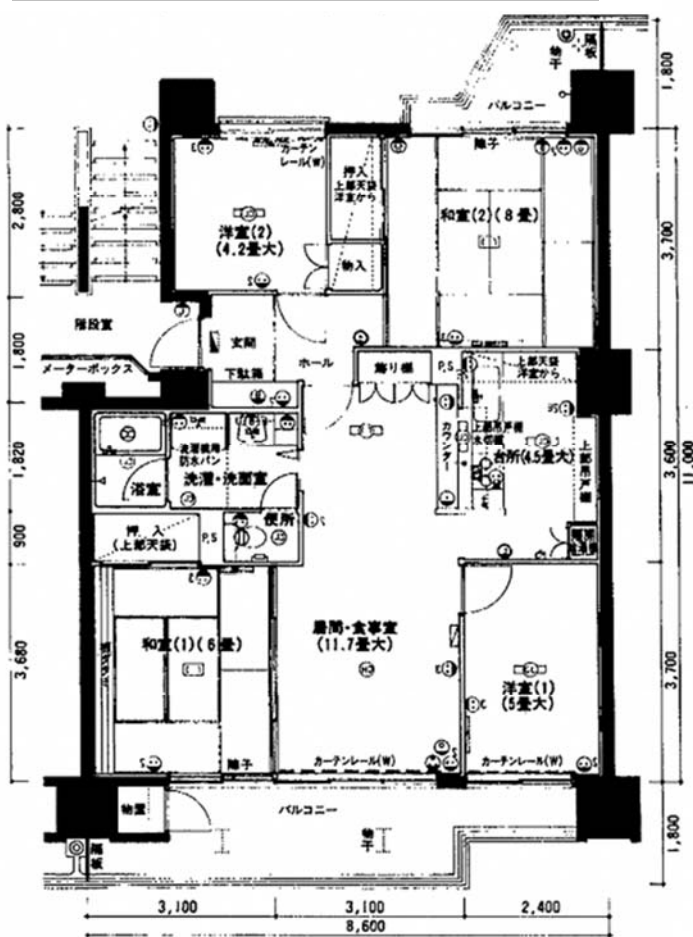 物干
隔板
1,800
バルコニー
カーテン
レール(W)
押入
上部天袋
洋室から
障子
2,800
洋室(2)
(4.2畳大)
和室(2)(8畳)
3,700
物入
階段室
玄関
ホール
1,800
メーターボックス
下駄箱
飾り棚
P.S
上部天袋
洋室から
カウンター
上部吊戸棚
水切棚
台所(4.5畳大)
上部吊戸棚
3,600
11,000
洗濯機用
防水パン
1,820
浴室
洗濯・洗面室
900
押入
(上部天袋)
P.S
便所
3,680
和室(1)(6畳)
居間・食事室
(11.7畳大)
洋室(1)
(5畳大)
3,700
障子
カーテンレール(W)
カーテンレール(W)
物置
バルコニー
物干
隔板
1,800
3,100
3,100
2,400
8,600